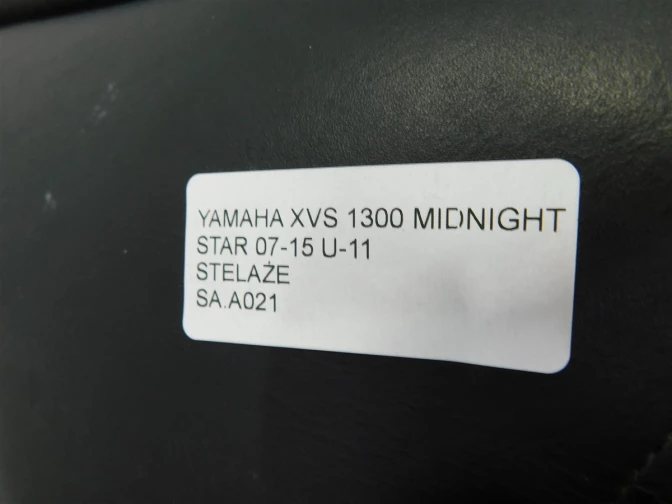 YAMAHA XVS 1300 MIDNIGHT
STAR 07-15 U-11
STELAŻE
SA.A021